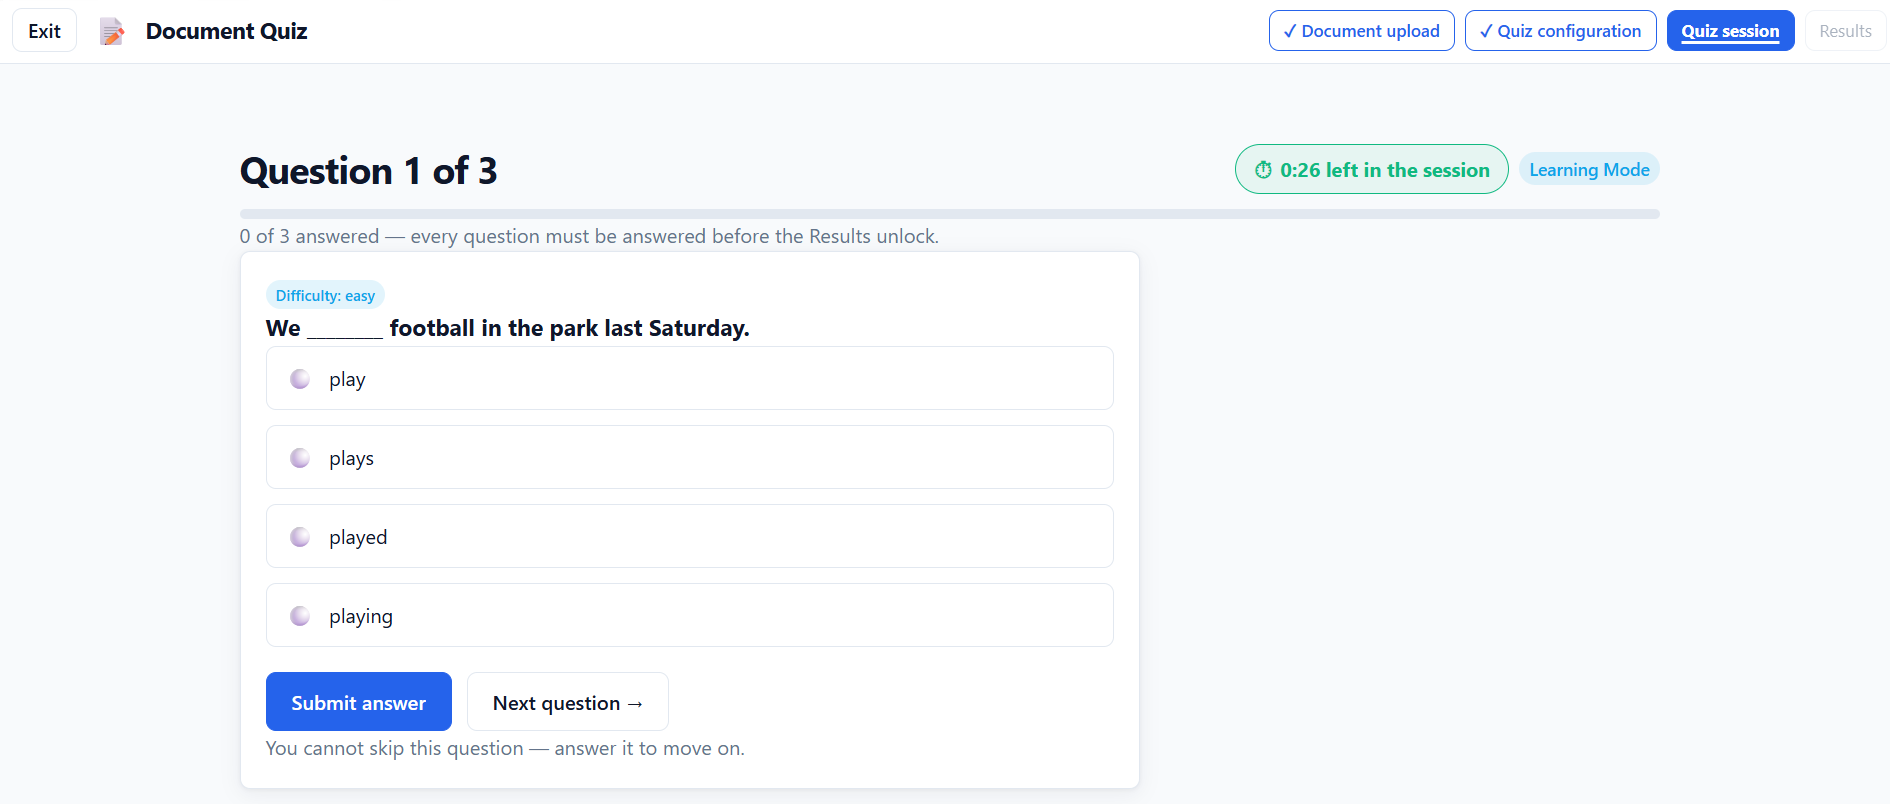 Exit
Document Quiz
✓ Document upload
✓ Quiz configuration
Quiz session
Results
Question 1 of 3
0:26 left in the session
Learning Mode
0 of 3 answered — every question must be answered before the Results unlock.
Difficulty: easy
We ________ football in the park last Saturday.
play
plays
played
playing
Submit answer
Next question →
You cannot skip this question — answer it to move on.